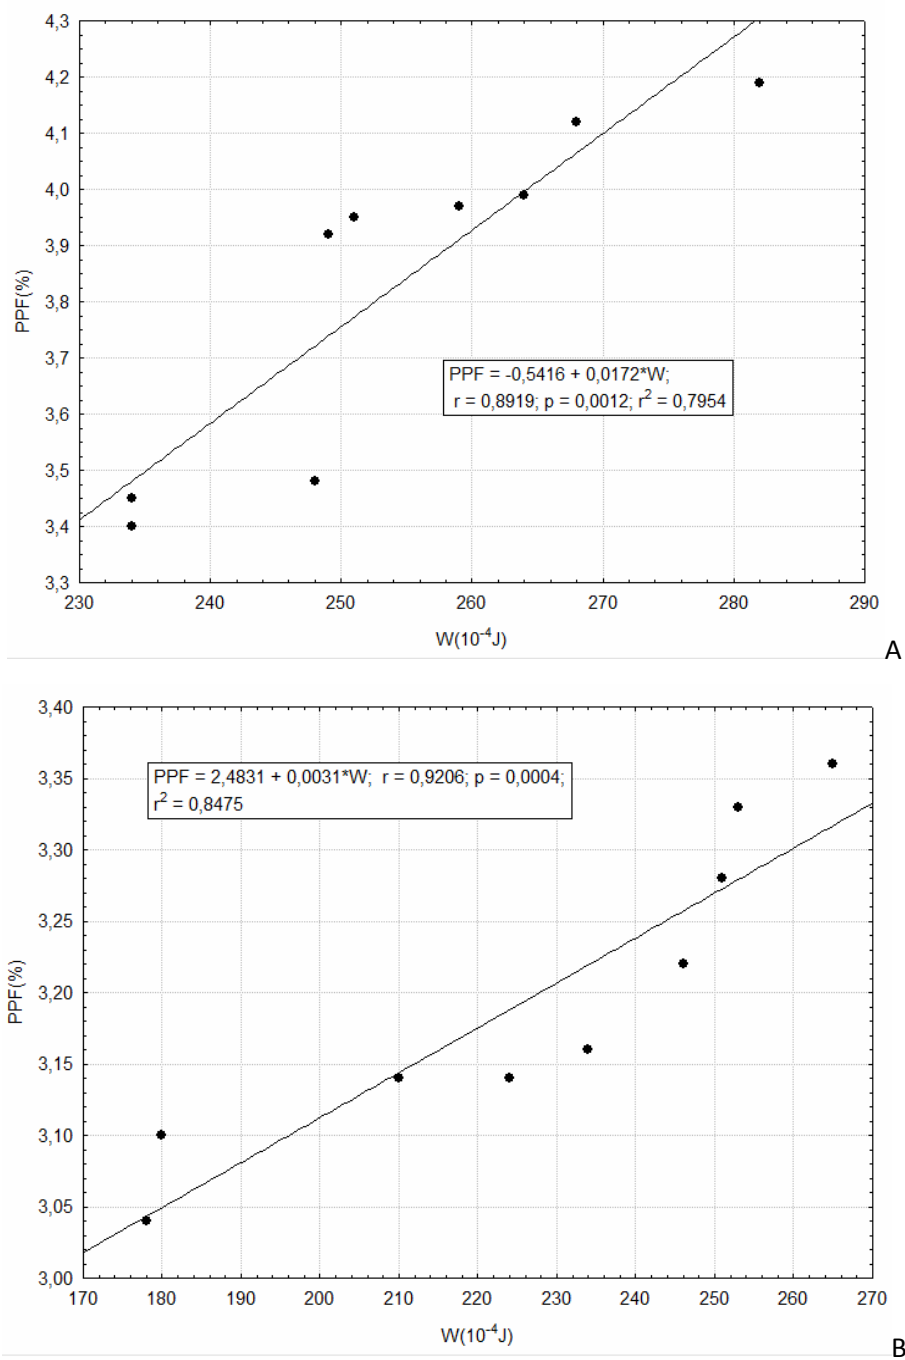 4,3
4,2
4,1
4,0
3,9
3,8
3,7
3,6
3,5
3,4
3,3
PPF(%)
PPF = -0,5416 + 0,0172*W;
r = 0,8919; p = 0,0012; r² = 0,7954
230 240 250 260 270 280 290
W(10⁻⁴J)
A
3,40
3,35
3,30
3,25
3,20
3,15
3,10
3,05
3,00
PPF(%)
PPF = 2,4831 + 0,0031*W; r = 0,9206; p = 0,0004;
r² = 0,8475
170 180 190 200 210 220 230 240 250 260 270
W(10⁻⁴J)
B